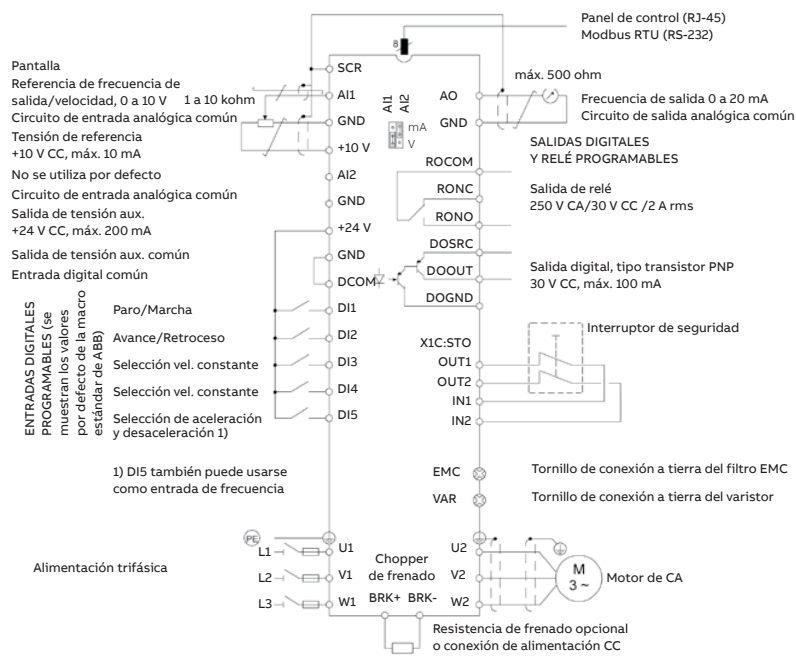 Panel de control (RJ-45)
Modbus RTU (RS-232)
8
Pantalla
Referencia de frecuencia de
salida/velocidad, 0 a 10 V
1 a 10 kohm
Circuito de entrada analógica común
Tensión de referencia
+10 V CC, máx. 10 mA
No se utiliza por defecto
Circuito de entrada analógica común
Salida de tensión aux.
+24 V CC, máx. 200 mA
Salida de tensión aux. común
Entrada digital común
ENTRADAS DIGITALES
PROGRAMABLES (se
muestran los valores
por defecto de la macro
estándar de ABB)
Paro/Marcha
Avance/Retroceso
Selección vel. constante
Selección vel. constante
Selección de aceleración
y desaceleración 1)
1) DI5 también puede usarse
como entrada de frecuencia
SCR
AI1
GND
+10 V
AI2
GND
+24 V
GND
DCOM
DI1
DI2
DI3
DI4
DI5
AI1
AI2
mA
V
AO
GND
ROCOM
RONC
RONO
DOSRC
DOOUT
DOGND
X1C:STO
OUT1
OUT2
IN1
IN2
EMC
VAR
máx. 500 ohm
Frecuencia de salida 0 a 20 mA
Circuito de salida analógico común
SALIDAS DIGITALES
Y RELÉ PROGRAMABLES
Salida de relé
250 V CA/30 V CC /2 A rms
Salida digital, tipo transistor PNP
30 V CC, máx. 100 mA
Interruptor de seguridad
Tornillo de conexión a tierra del filtro EMC
Tornillo de conexión a tierra del varistor
Alimentación trifásica
PE
L1
L2
L3
U1
V1
W1
Chopper
de frenado
BRK+ BRK-
U2
V2
W2
M
3 ~
Motor de CA
Resistencia de frenado opcional
o conexión de alimentación CC